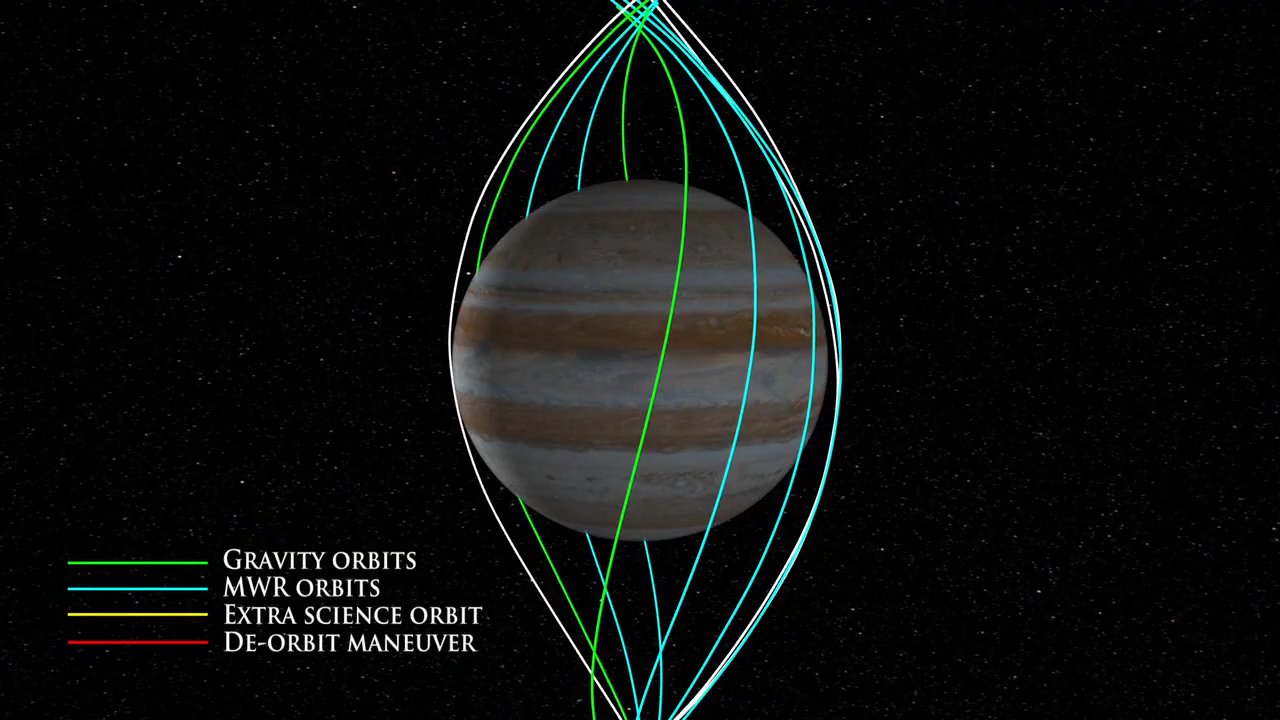 Gravity orbits
MWR orbits
Extra science orbit
De-orbit maneuver